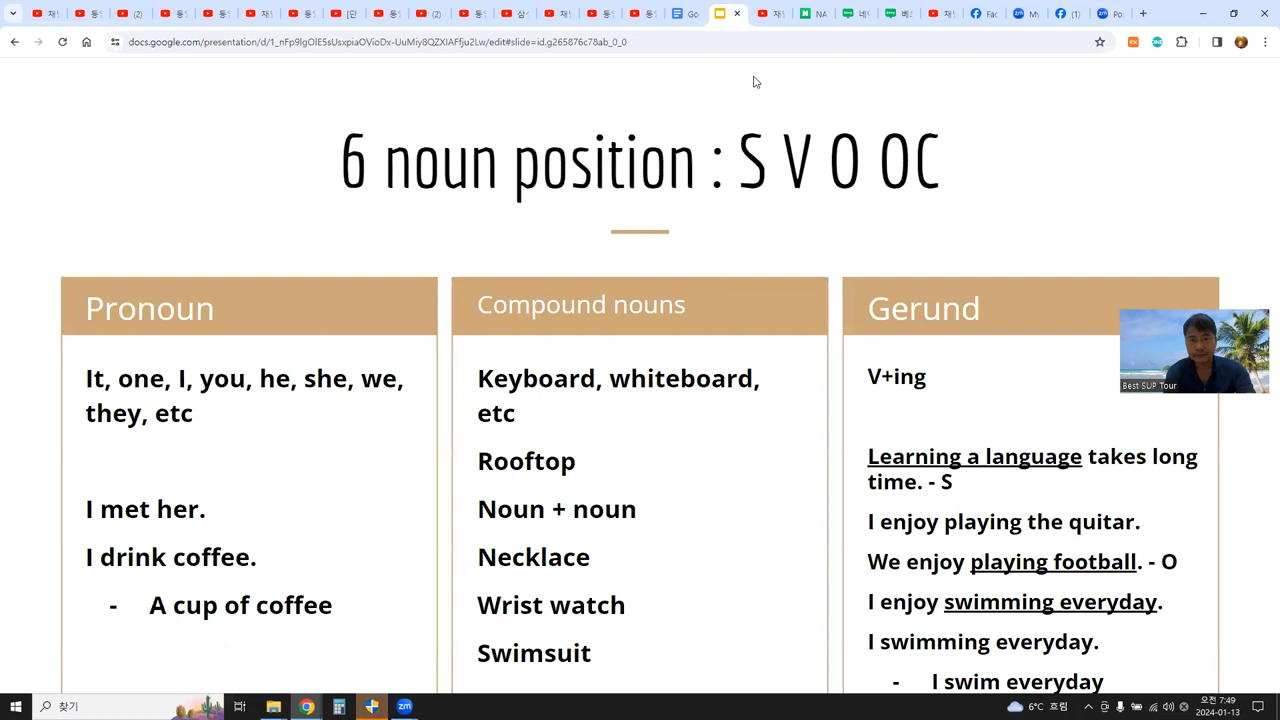 docs.google.com/presentation/d/1_nFp9IgOlE5sUsxpiaOVioDx-UuMiy8QZXIAFfju2Lw/edit#slide=id.g265876c78ab_0_0
6 noun position : S V O OC
Pronoun
It, one, I, you, he, she, we,
they, etc
I met her.
I drink coffee.
- A cup of coffee
Compound nouns
Keyboard, whiteboard,
etc
Rooftop
Noun + noun
Necklace
Wrist watch
Swimsuit
Gerund
V+ing
Learning a language takes long
time. - S
I enjoy playing the quitar.
We enjoy playing football. - O
I enjoy swimming everyday.
I swimming everyday.
- I swim everyday
Best SUP Tour
찾기
6°C 흐림
오전 7:49
2024-01-13